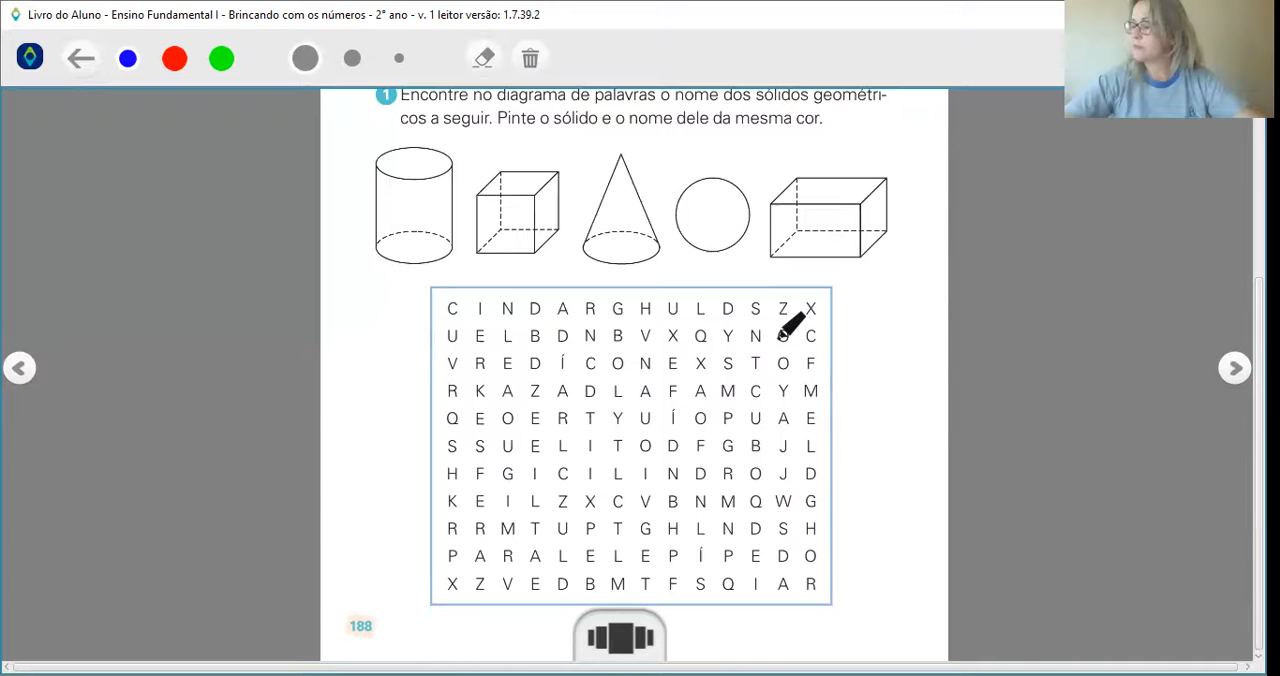 Livro do Aluno - Ensino Fundamental I - Brincando com os números - 2° ano - v. 1 leitor versão: 1.7.39.2
1 Encontre no diagrama de palavras o nome dos sólidos geométri-
cos a seguir. Pinte o sólido e o nome dele da mesma cor.
C I N D A R G H U L D S Z X
U E L B D N B V X Q Y N O C
V R E D Í C O N E X S T O F
R K A Z A D L A F A M C Y M
Q E O E R T Y U Í O P U A E
S S U E L I T O D F G B J L
H F G I C I L I N D R O J D
K E I L Z X C V B N M Q W G
R R M T U P T G H L N D S H
P A R A L E L E P Í P E D O
X Z V E D B M T F S Q I A R
188